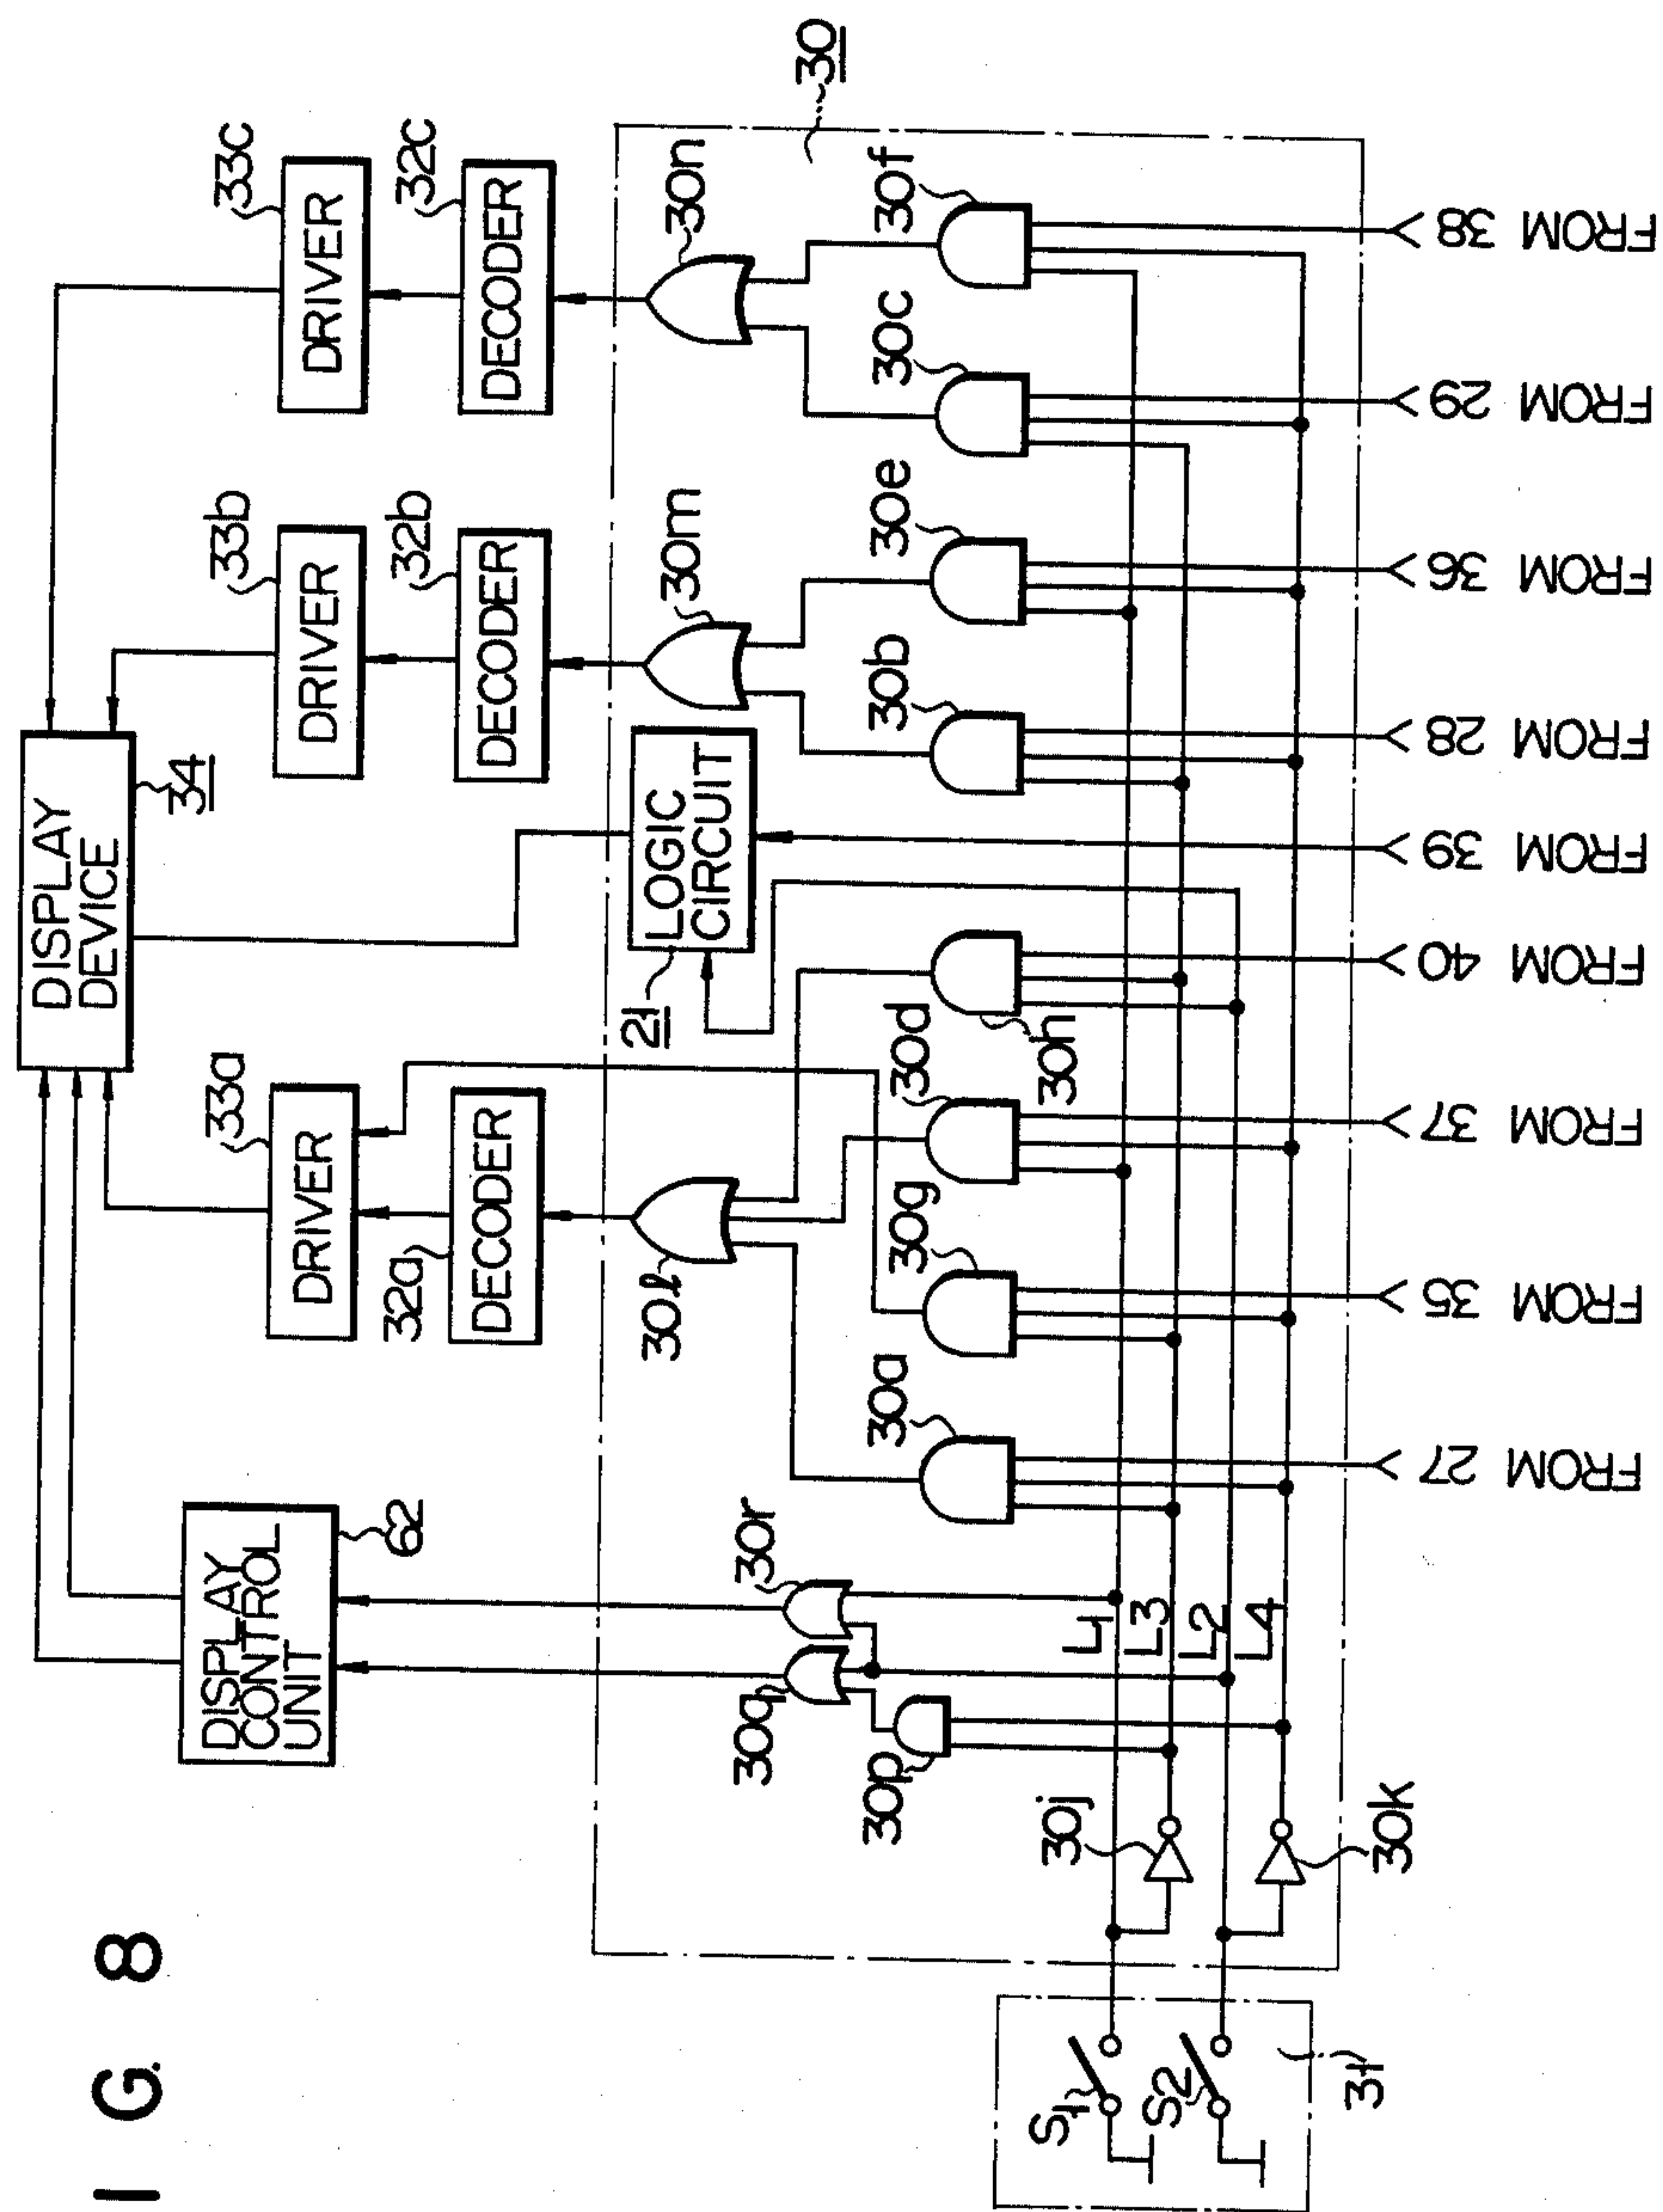 I G. 8
DISPLAY
DEVICE
34
DISPLAY
CONTROL
UNIT
62
33a
DRIVER
32a
DECODER
33b
DRIVER
32b
DECODER
33c
DRIVER
32c
DECODER
LOGIC
CIRCUIT
21
30
30l
30m
30n
30q
30r
30p
30a
30g
30d
30h
30b
30e
30c
30f
30j
30k
L1
L3
L2
L4
S1
S2
31
FROM 27
FROM 35
FROM 37
FROM 40
FROM 39
FROM 28
FROM 36
FROM 29
FROM 38